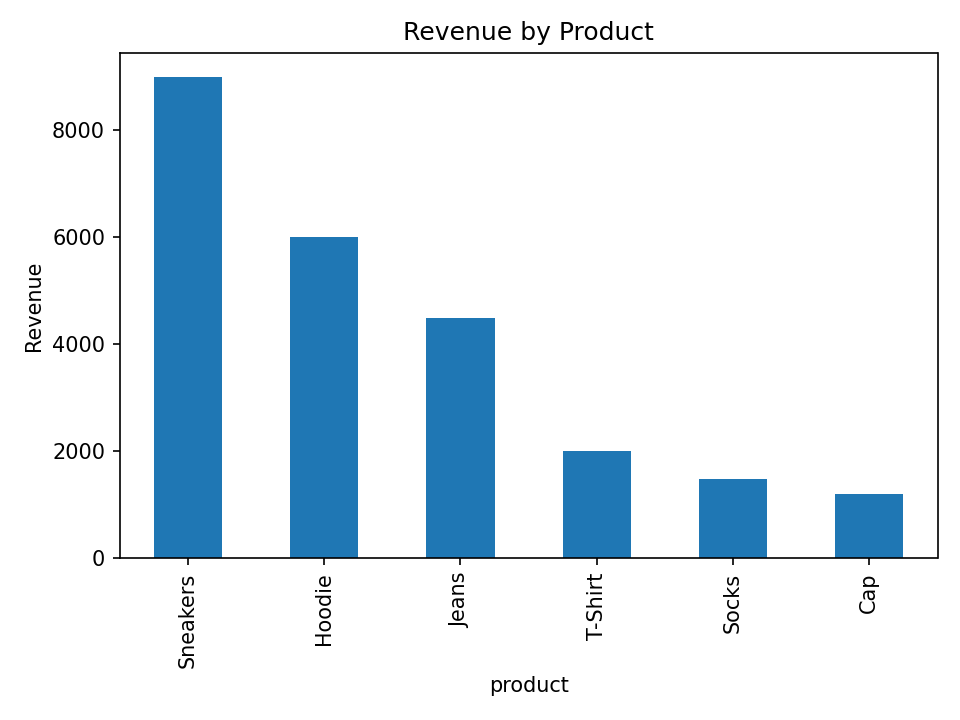 Revenue by Product
Revenue
8000
6000
4000
2000
0
Sneakers
Hoodie
Jeans
T-Shirt
Socks
Cap
product